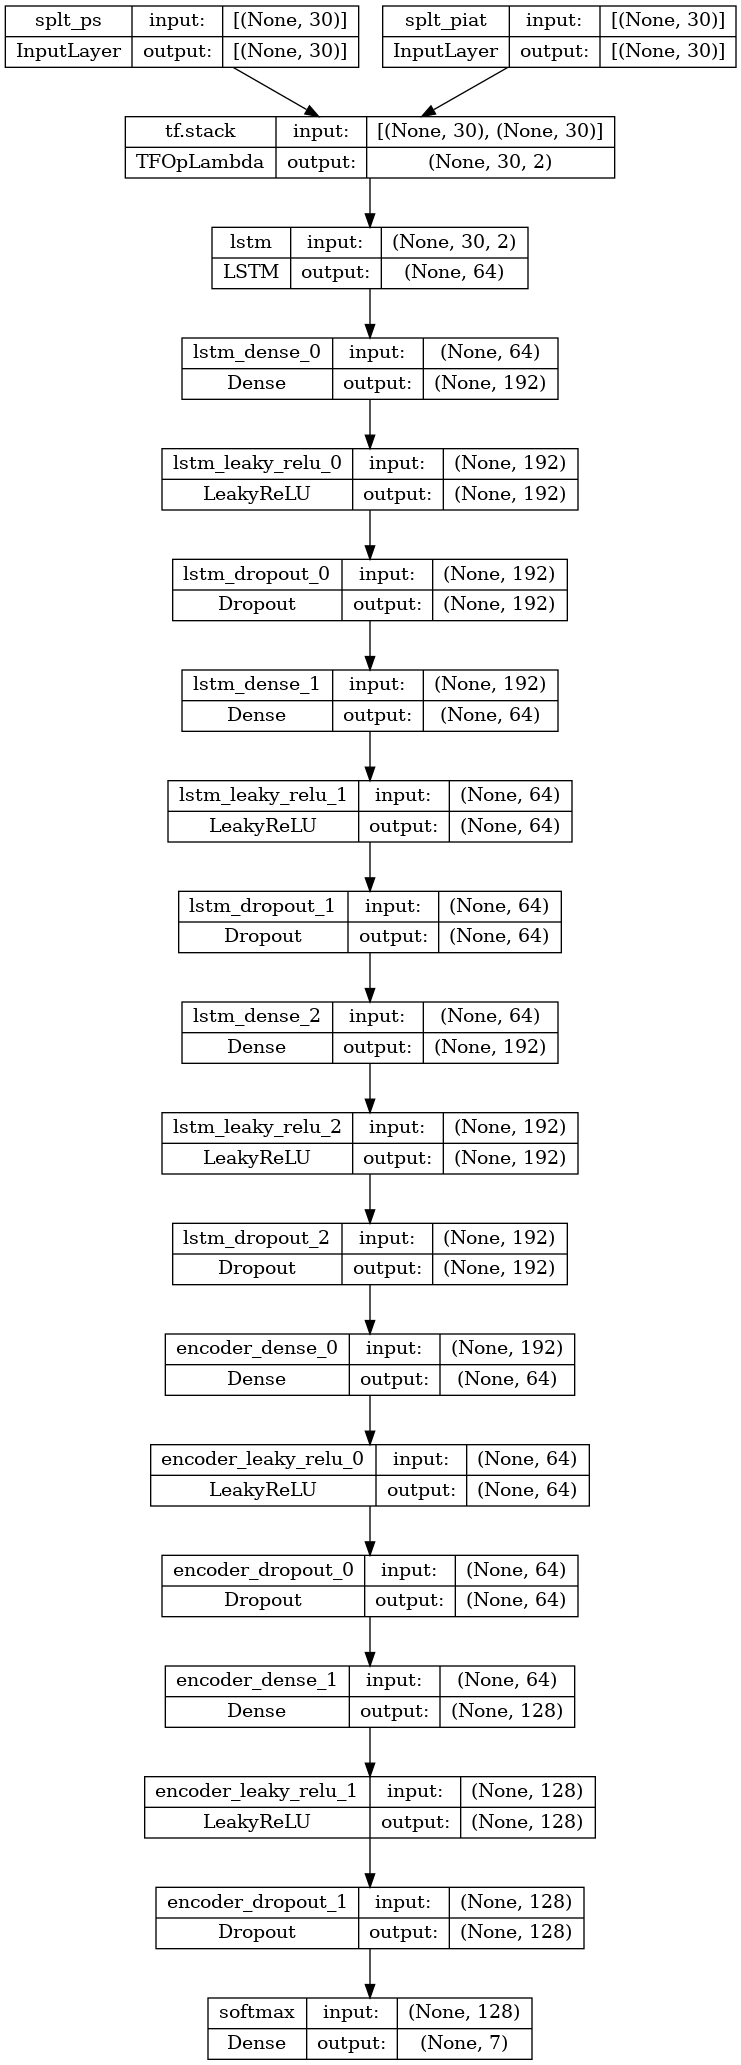 splt_ps input: [(None, 30)]
InputLayer output: [(None, 30)]
splt_piat input: [(None, 30)]
InputLayer output: [(None, 30)]
tf.stack input: [(None, 30), (None, 30)]
TFOpLambda output: (None, 30, 2)
lstm input: (None, 30, 2)
LSTM output: (None, 64)
lstm_dense_0 input: (None, 64)
Dense output: (None, 192)
lstm_leaky_relu_0 input: (None, 192)
LeakyReLU output: (None, 192)
lstm_dropout_0 input: (None, 192)
Dropout output: (None, 192)
lstm_dense_1 input: (None, 192)
Dense output: (None, 64)
lstm_leaky_relu_1 input: (None, 64)
LeakyReLU output: (None, 64)
lstm_dropout_1 input: (None, 64)
Dropout output: (None, 64)
lstm_dense_2 input: (None, 64)
Dense output: (None, 192)
lstm_leaky_relu_2 input: (None, 192)
LeakyReLU output: (None, 192)
lstm_dropout_2 input: (None, 192)
Dropout output: (None, 192)
encoder_dense_0 input: (None, 192)
Dense output: (None, 64)
encoder_leaky_relu_0 input: (None, 64)
LeakyReLU output: (None, 64)
encoder_dropout_0 input: (None, 64)
Dropout output: (None, 64)
encoder_dense_1 input: (None, 64)
Dense output: (None, 128)
encoder_leaky_relu_1 input: (None, 128)
LeakyReLU output: (None, 128)
encoder_dropout_1 input: (None, 128)
Dropout output: (None, 128)
softmax input: (None, 128)
Dense output: (None, 7)